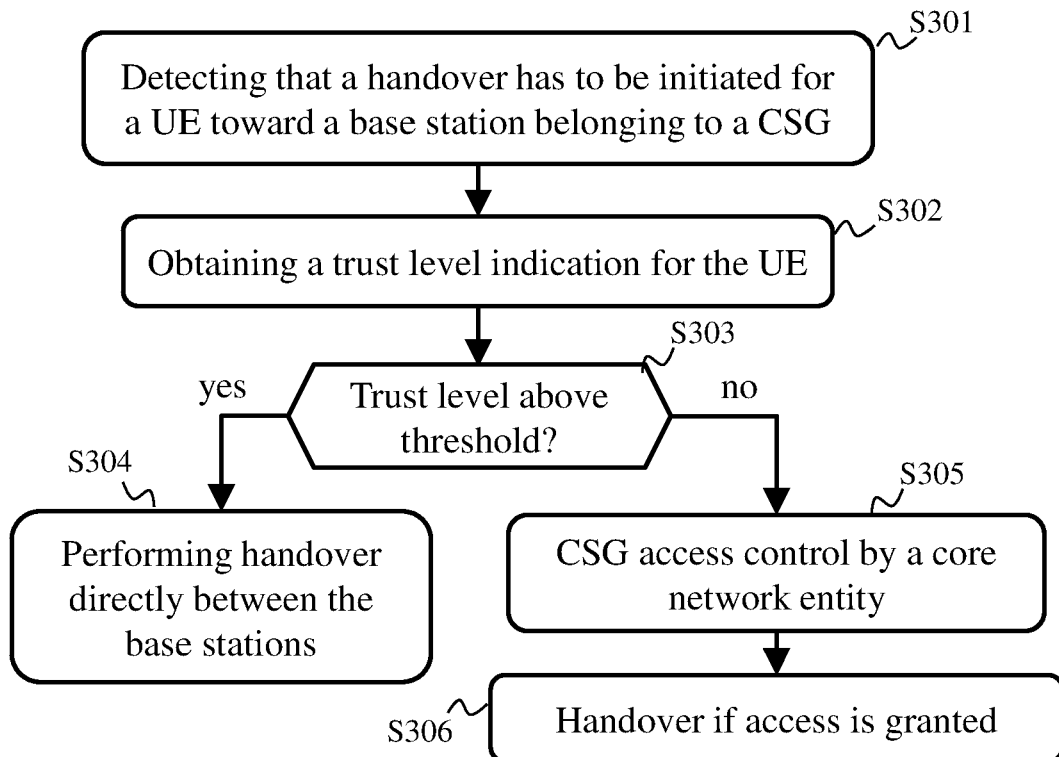 S301
Detecting that a handover has to be initiated for
a UE toward a base station belonging to a CSG
S302
Obtaining a trust level indication for the UE
S303
yes
Trust level above
threshold?
no
S304
Performing handover
directly between the
base stations
S305
CSG access control by a core
network entity
S306
Handover if access is granted